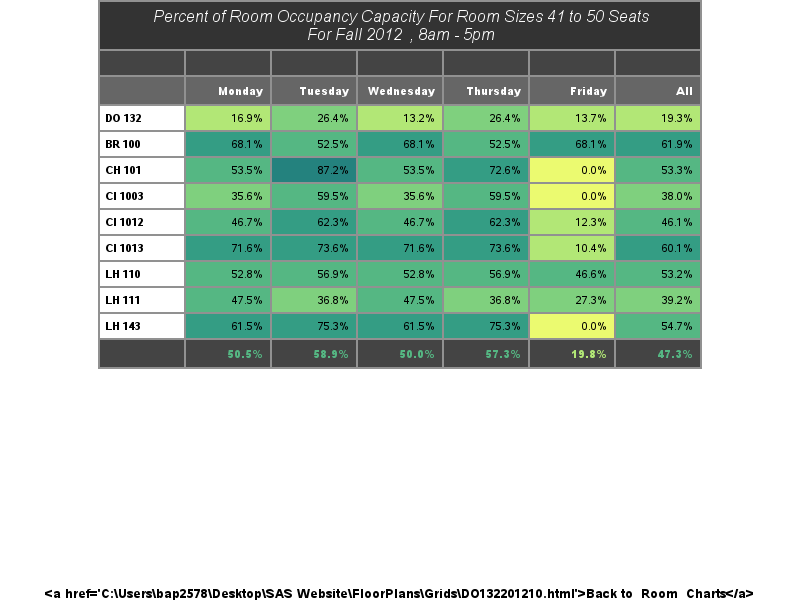 Percent of Room Occupancy Capacity For Room Sizes 41 to 50 Seats
For Fall 2012 , 8am - 5pm
Monday Tuesday Wednesday Thursday Friday All
DO 132 16.9% 26.4% 13.2% 26.4% 13.7% 19.3%
BR 100 68.1% 52.5% 68.1% 52.5% 68.1% 61.9%
CH 101 53.5% 87.2% 53.5% 72.6% 0.0% 53.3%
CI 1003 35.6% 59.5% 35.6% 59.5% 0.0% 38.0%
CI 1012 46.7% 62.3% 46.7% 62.3% 12.3% 46.1%
CI 1013 71.6% 73.6% 71.6% 73.6% 10.4% 60.1%
LH 110 52.8% 56.9% 52.8% 56.9% 46.6% 53.2%
LH 111 47.5% 36.8% 47.5% 36.8% 27.3% 39.2%
LH 143 61.5% 75.3% 61.5% 75.3% 0.0% 54.7%
50.5% 58.9% 50.0% 57.3% 19.8% 47.3%
<a href='C:\Users\bap2578\Desktop\SAS Website\FloorPlans\Grids\DO132201210.html'>Back to Room Charts</a>